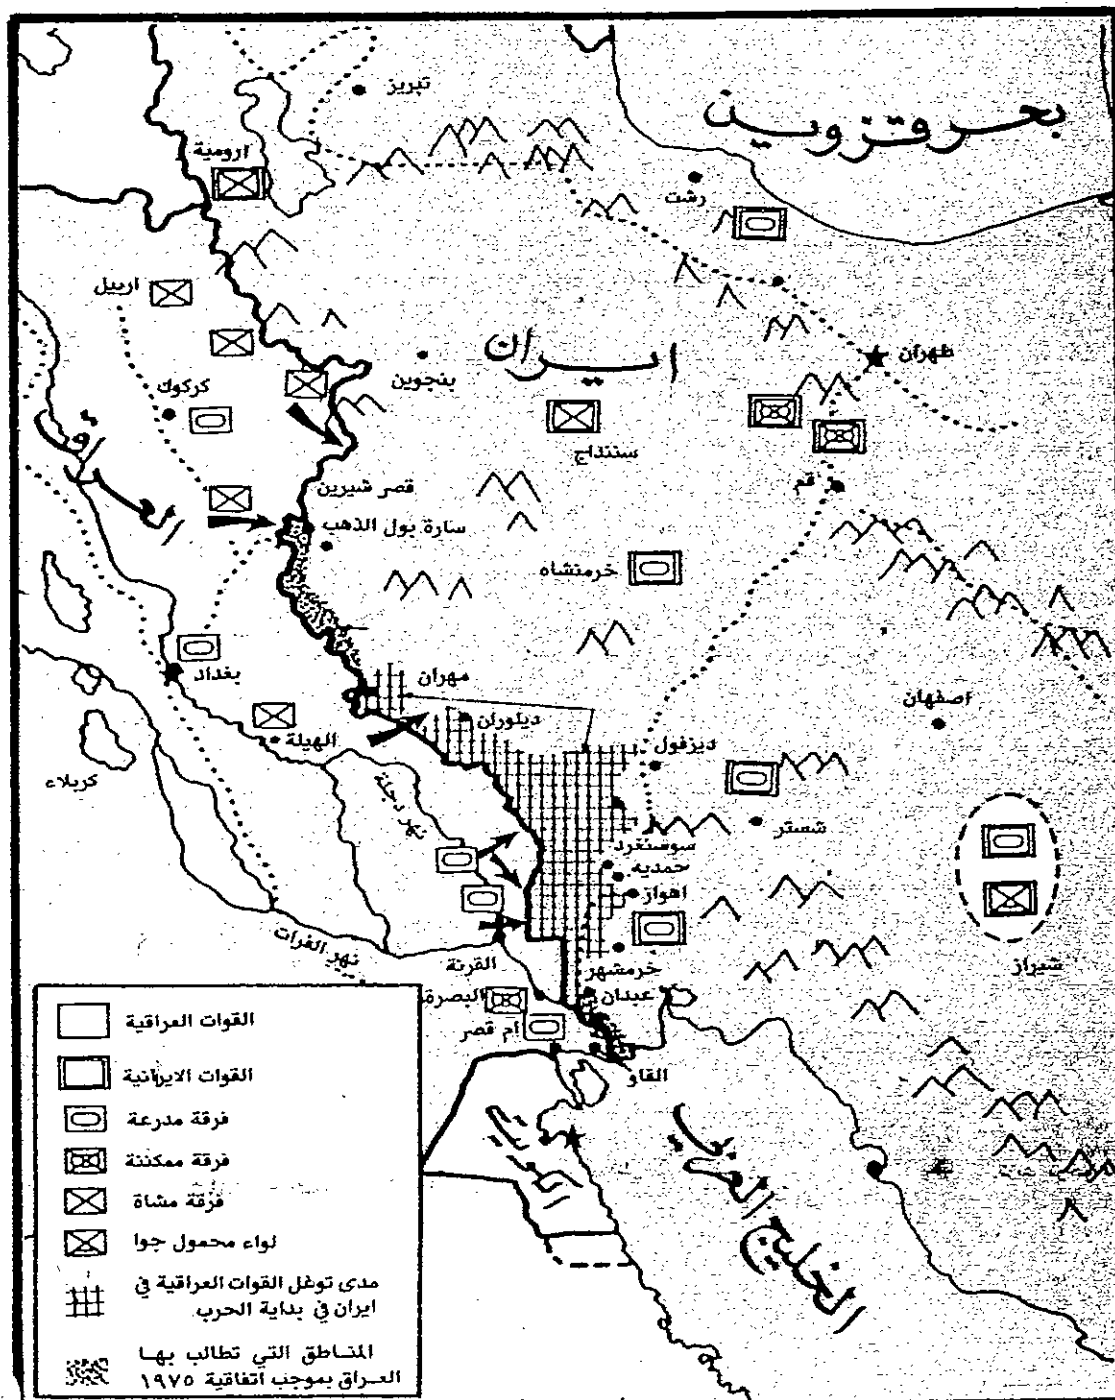 بحر قزوين
تبريز
ارومية
رشت
اربيل
ايران
طهران
بنجوين
كركوك
سننداج
العراق
قصر شيرين
قم
سارة بول الذهب
خرمنشاه
بغداد
مهران
اصفهان
ديلوران
الهيلة
ديزفول
كربلاء
نهر دجلة
شستر
سوسنغرد
حمديه
اهواز
نهر الفرات
القرنة
خرمشهر
شيراز
البصرة
عبدان
ام قصر
الفاو
الكويت
الخليج العربي
القوات العراقية
القوات الايرانية
فرقة مدرعة
فرقة ممكننة
فرقة مشاة
لواء محمول جوا
مدى توغل القوات العراقية في
ايران في بداية الحرب.
المناطق التي تطالب بها
العراق بموجب اتفاقية ١٩٧٥